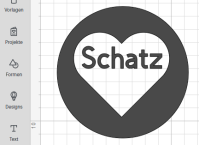 Vorlagen
Projekte
Formen
Designs
Text
Schatz